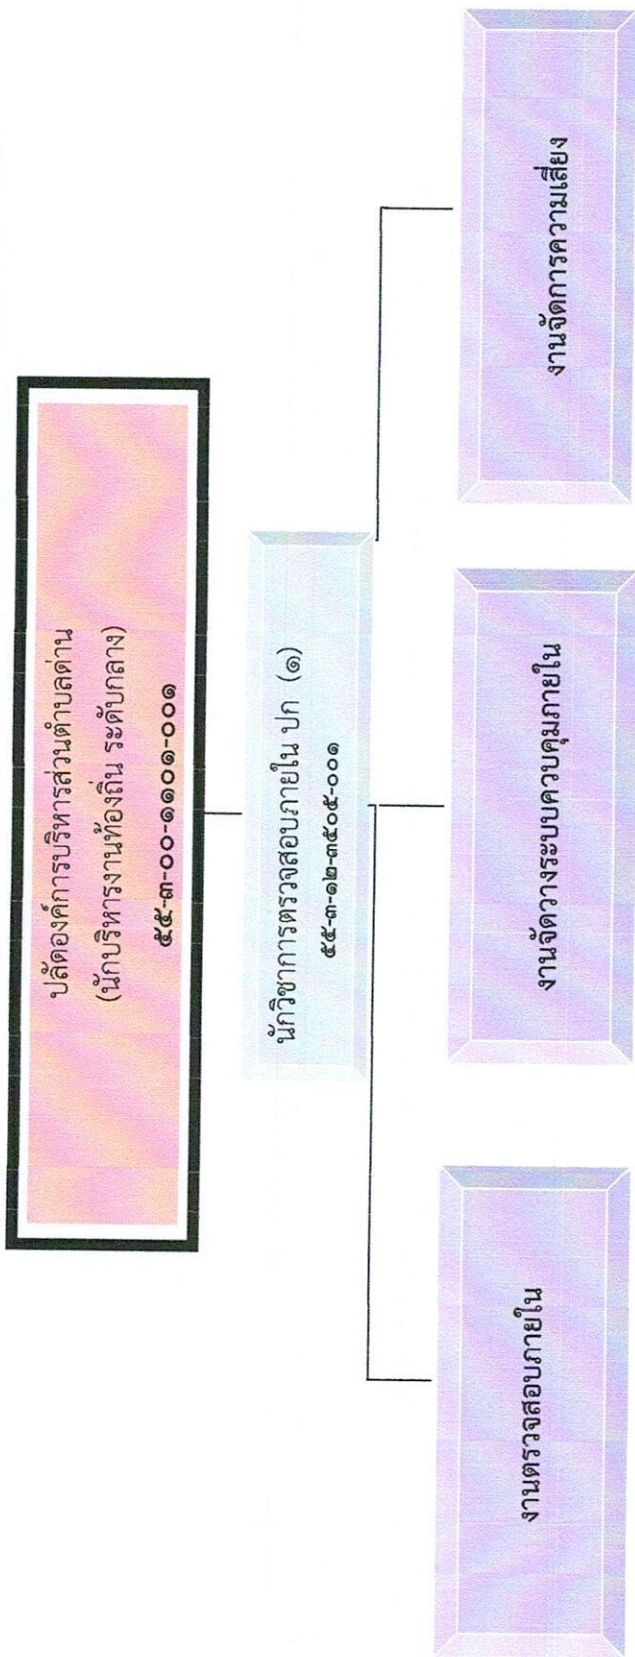 ปลัดองค์การบริหารส่วนตำบลด่าน
(นักบริหารงานท้องถิ่น ระดับกลาง)
๕๕-๓-๐๐-๑๑๐๑-๐๐๑
นักวิชาการตรวจสอบภายใน ปก (๑)
๕๕-๓-๑๒-๓๕๐๕-๐๐๑
งานตรวจสอบภายใน
งานจัดวางระบบควบคุมภายใน
งานจัดการความเสี่ยง